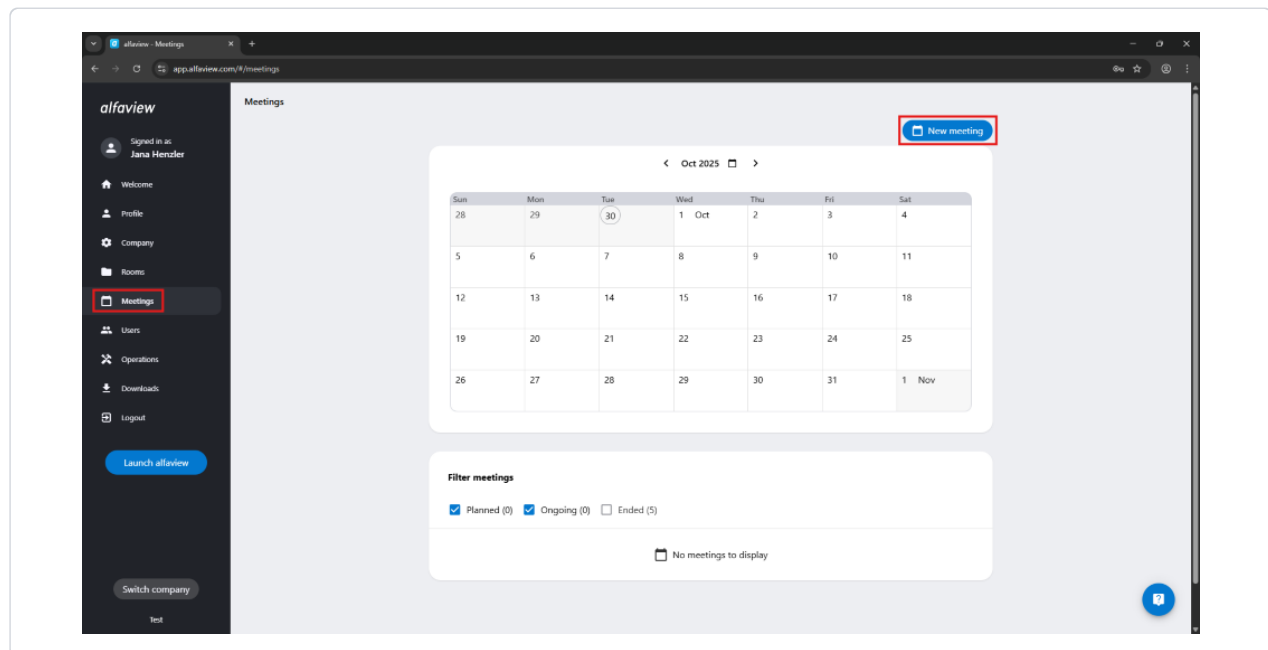 alfaview - Meetings
app.alfaview.com/#/meetings
alfaview
Signed in as
Jana Henzler
Welcome
Profile
Company
Rooms
Meetings
Users
Operations
Downloads
Logout
Launch alfaview
Switch company
Test
Meetings
New meeting
Oct 2025
Sun Mon Tue Wed Thu Fri Sat
28 29 30 1 Oct 2 3 4
5 6 7 8 9 10 11
12 13 14 15 16 17 18
19 20 21 22 23 24 25
26 27 28 29 30 31 1 Nov
Filter meetings
Planned (0) Ongoing (0) Ended (5)
No meetings to display